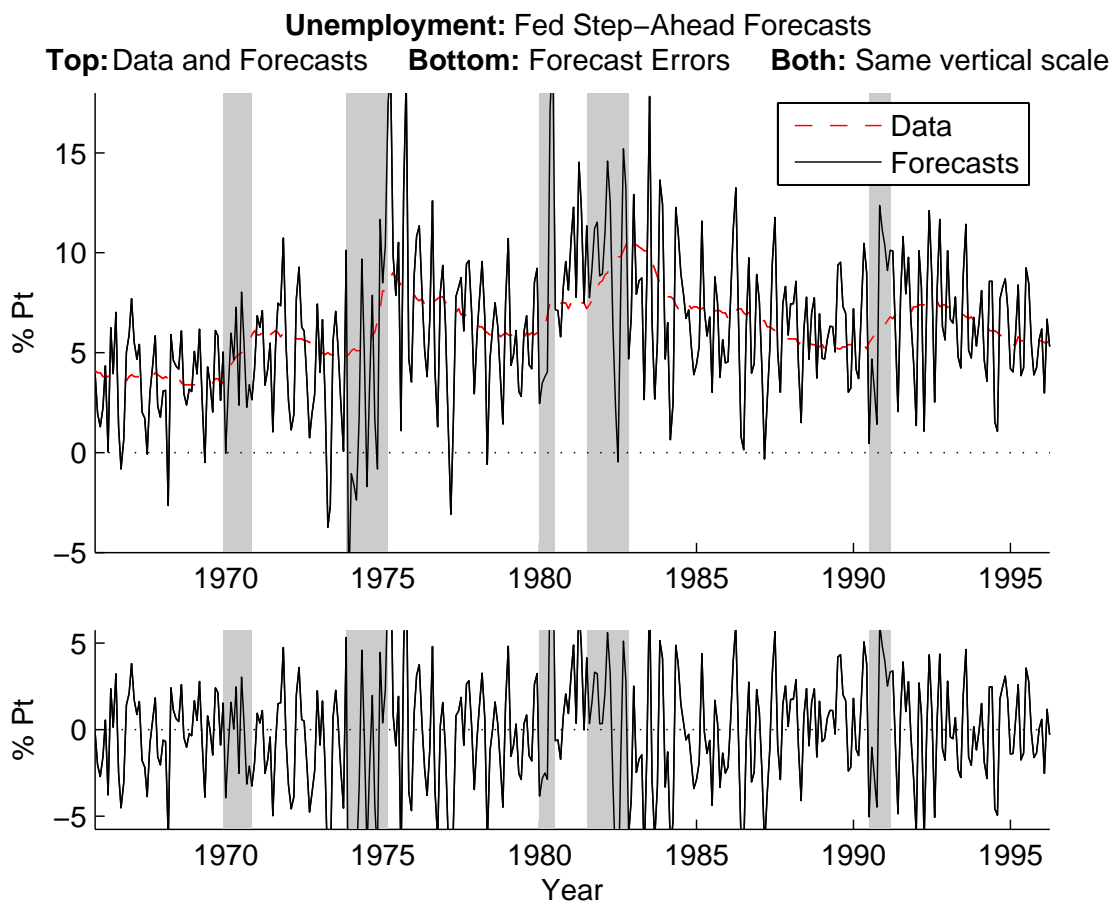 Unemployment: Fed Step−Ahead Forecasts
Top: Data and Forecasts Bottom: Forecast Errors Both: Same vertical scale
Data
Forecasts
% Pt
15
10
5
0
−5
1970 1975 1980 1985 1990 1995
% Pt
5
0
−5
1970 1975 1980 1985 1990 1995
Year